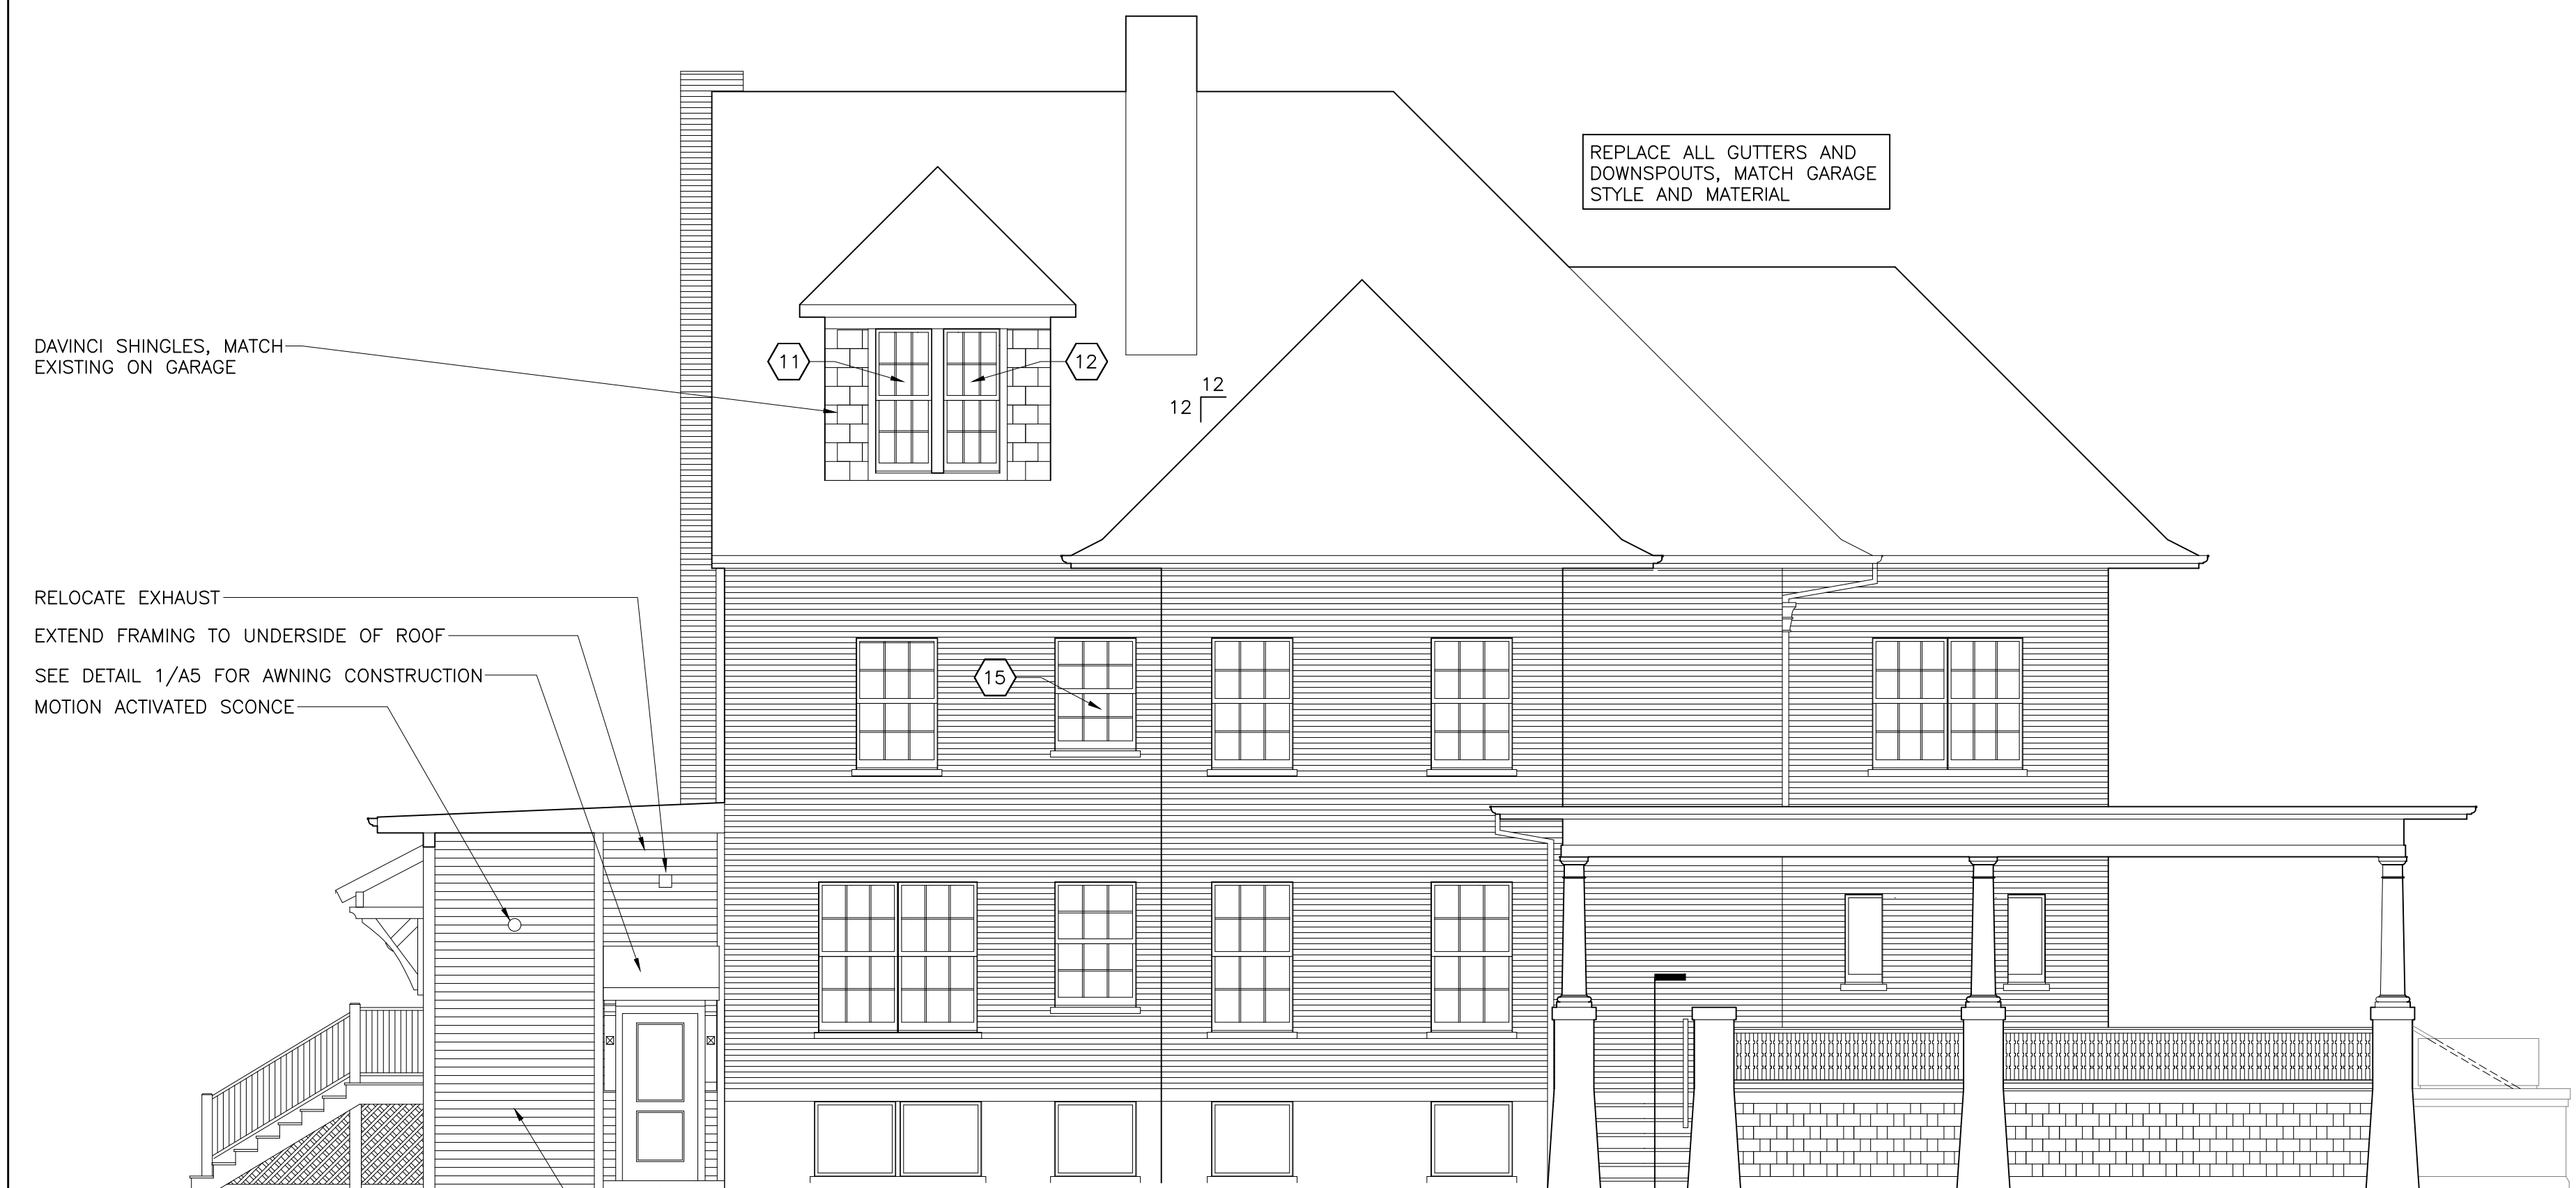 REPLACE ALL GUTTERS AND
DOWNSPOUTS, MATCH GARAGE
STYLE AND MATERIAL
DAVINCI SHINGLES, MATCH
EXISTING ON GARAGE
11
12
12
12
RELOCATE EXHAUST
EXTEND FRAMING TO UNDERSIDE OF ROOF
SEE DETAIL 1/A5 FOR AWNING CONSTRUCTION
MOTION ACTIVATED SCONCE
15